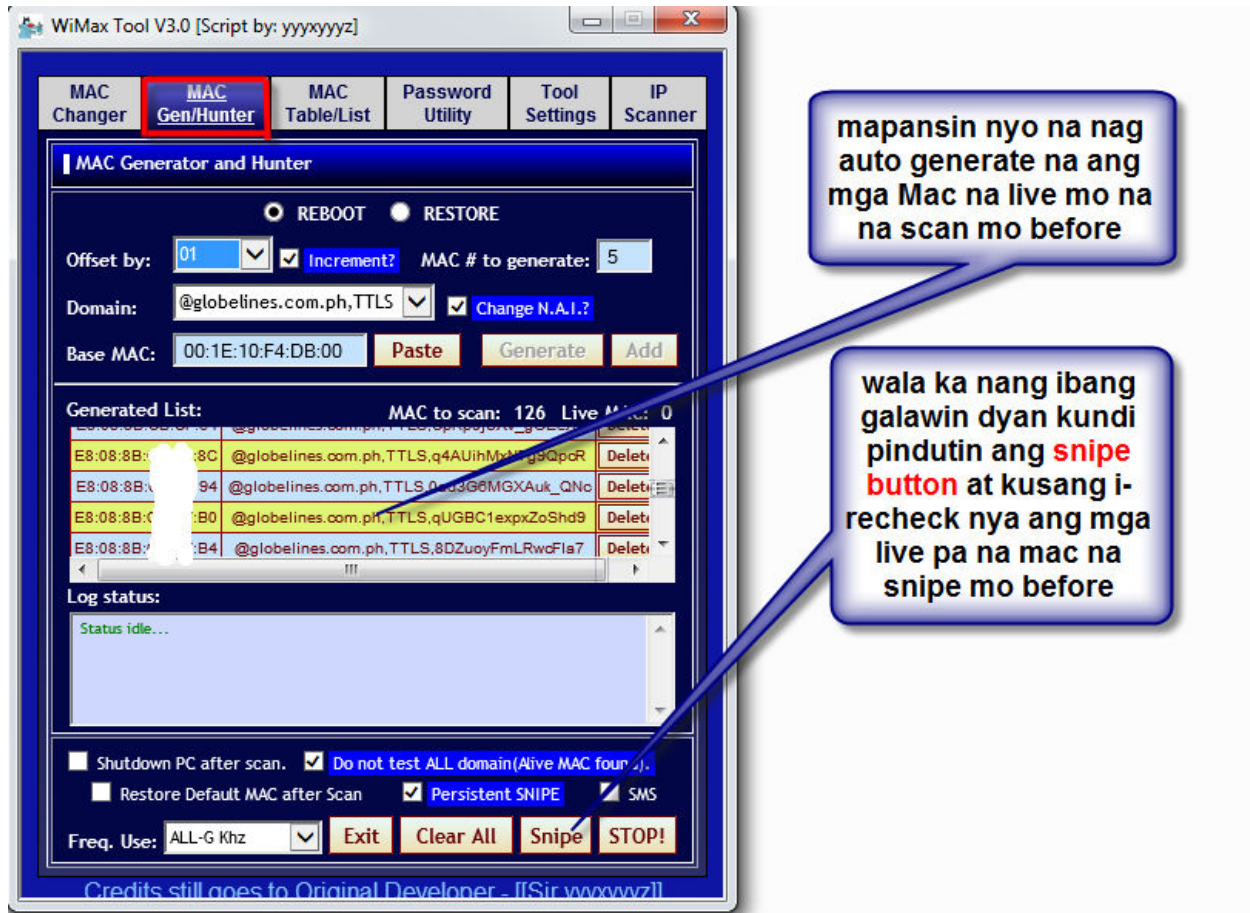 WiMax Tool V3.0 [Script by: yyyxyyyz]
MAC Changer
MAC Gen/Hunter
MAC Table/List
Password Utility
Tool Settings
IP Scanner
MAC Generator and Hunter
REBOOT RESTORE
Offset by: 01 Increment? MAC # to generate: 5
Domain: @globelines.com.ph,TTLS Change N.A.I.?
Base MAC: 00:1E:10:F4:DB:00 Paste Generate Add
Generated List: MAC to scan: 126 Live 0
E8:08:8B: 8C @globelines.com.ph,TTLS, Delete
E8:08:8B: 94 @globelines.com.ph,TTLS, Delete
E8:08:8B: B0 @globelines.com.ph,TTLS,qUGBC1expxZoShd9 Delete
E8:08:8B: B4 @globelines.com.ph,TTLS,8DZuoyFmLRwcFla7 Delete
Log status:
Status idle...
Shutdown PC after scan. Do not test ALL domain(Alive MAC found).
Restore Default MAC after Scan Persistent SNIPE SMS
Freq. Use: ALL-G Khz Exit Clear All Snipe STOP!
Credits still goes to Original Developer - [[Sir yyyxyyyz]]
mapansin nyo na nag
auto generate na ang
mga Mac na live mo na
na scan mo before
wala ka nang ibang
galawin dyan kundi
pindutin ang snipe
button at kusang i-
recheck nya ang mga
live pa na mac na
snipe mo before